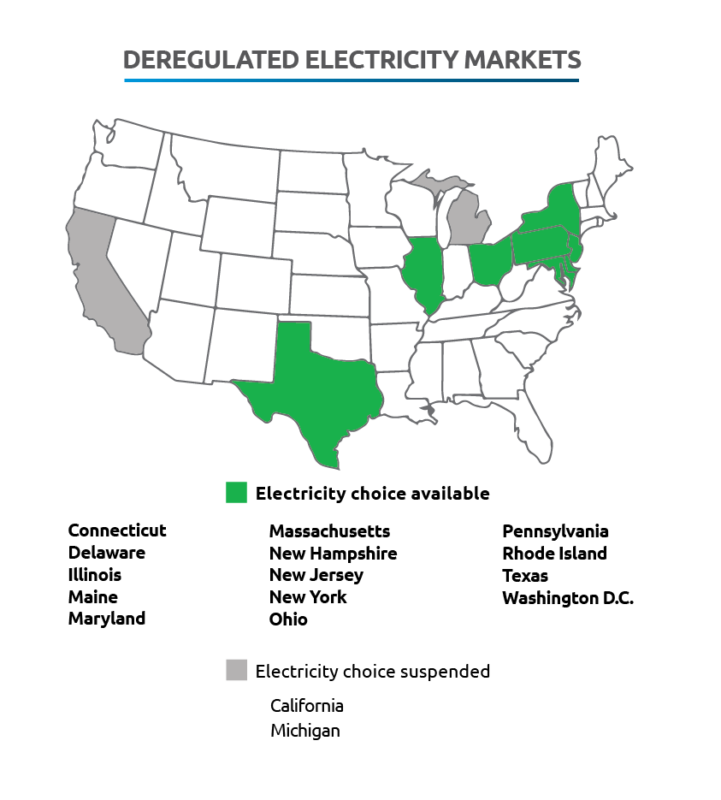 DEREGULATED ELECTRICITY MARKETS
Electricity choice available
Connecticut
Delaware
Illinois
Maine
Maryland
Massachusetts
New Hampshire
New Jersey
New York
Ohio
Pennsylvania
Rhode Island
Texas
Washington D.C.
Electricity choice suspended
California
Michigan